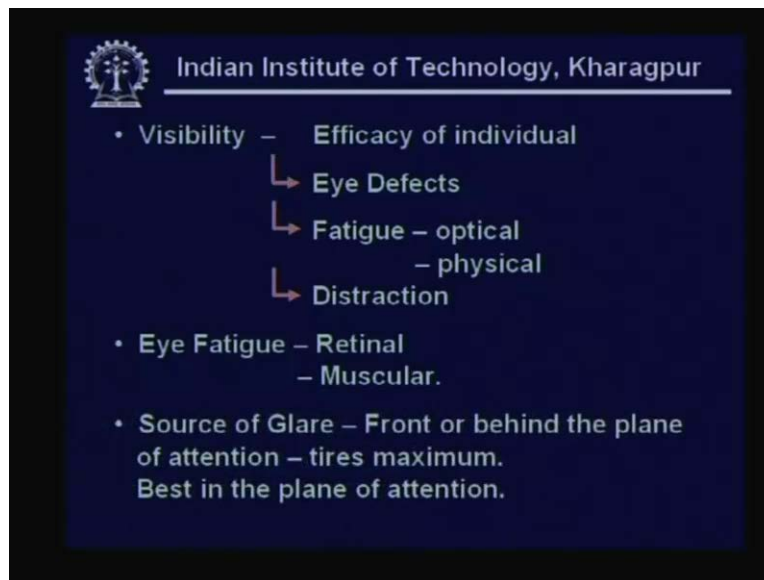 Indian Institute of Technology, Kharagpur
• Visibility – Efficacy of individual
Eye Defects
Fatigue – optical
– physical
Distraction
• Eye Fatigue – Retinal
– Muscular.
• Source of Glare – Front or behind the plane
of attention – tires maximum.
Best in the plane of attention.